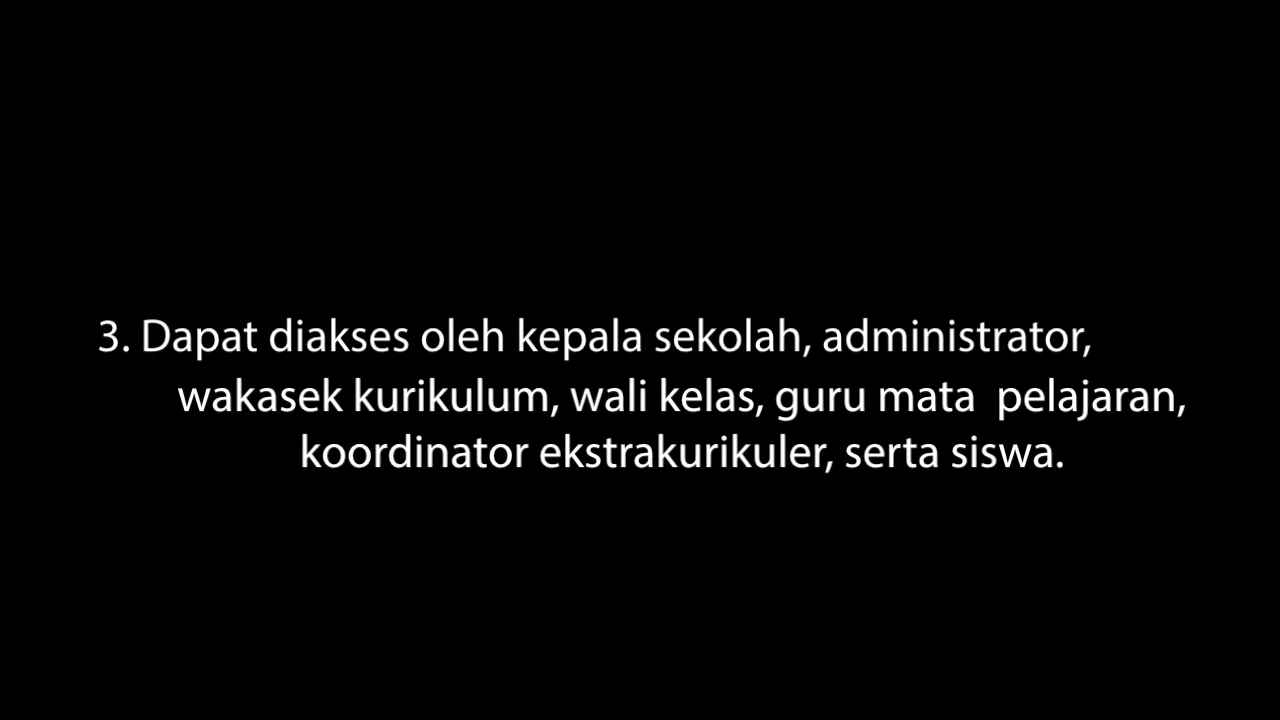 3. Dapat diakses oleh kepala sekolah, administrator,
wakasek kurikulum, wali kelas, guru mata  pelajaran,
koordinator ekstrakurikuler, serta siswa.